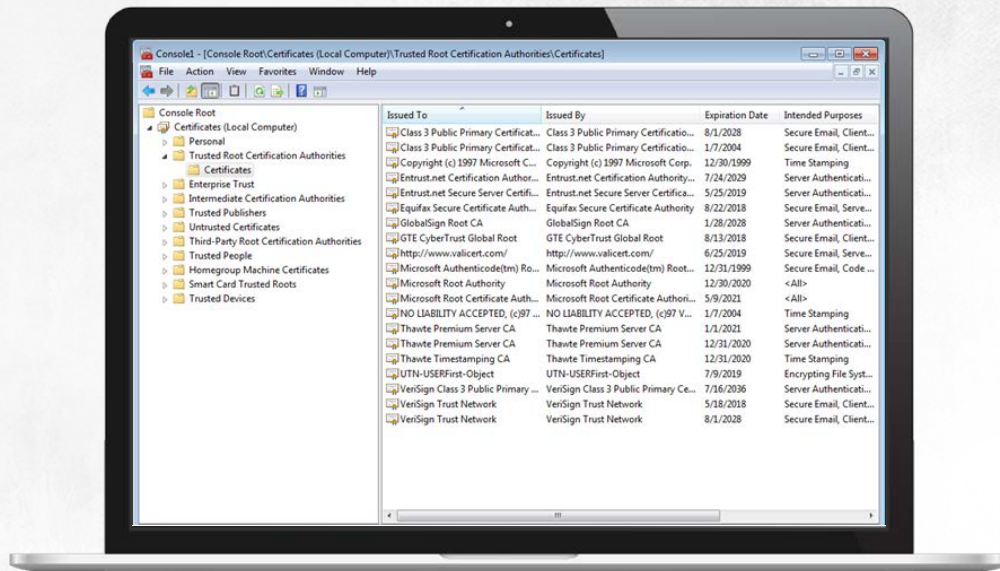 Console1 - [Console Root\Certificates (Local Computer)\Trusted Root Certification Authorities\Certificates]
File Action View Favorites Window Help
Console Root
Certificates (Local Computer)
Personal
Trusted Root Certification Authorities
Certificates
Enterprise Trust
Intermediate Certification Authorities
Trusted Publishers
Untrusted Certificates
Third-Party Root Certification Authorities
Trusted People
Homegroup Machine Certificates
Smart Card Trusted Roots
Trusted Devices
Issued To Issued By Expiration Date Intended Purposes
Class 3 Public Primary Certificat... Class 3 Public Primary Certificatio... 8/1/2028 Secure Email, Client...
Class 3 Public Primary Certificat... Class 3 Public Primary Certificatio... 1/7/2004 Secure Email, Client...
Copyright (c) 1997 Microsoft C... Copyright (c) 1997 Microsoft Corp. 12/30/1999 Time Stamping
Entrust.net Certification Author... Entrust.net Certification Authority... 7/24/2029 Server Authenticati...
Entrust.net Secure Server Certifi... Entrust.net Secure Server Certifica... 5/25/2019 Server Authenticati...
Equifax Secure Certificate Auth... Equifax Secure Certificate Authority 8/22/2018 Secure Email, Serve...
GlobalSign Root CA GlobalSign Root CA 1/28/2028 Server Authenticati...
GTE CyberTrust Global Root GTE CyberTrust Global Root 8/13/2018 Secure Email, Client...
http://www.valicert.com/ http://www.valicert.com/ 6/25/2019 Secure Email, Serve...
Microsoft Authenticode(tm) Ro... Microsoft Authenticode(tm) Root... 12/31/1999 Secure Email, Code ...
Microsoft Root Authority Microsoft Root Authority 12/30/2020 <All>
Microsoft Root Certificate Auth... Microsoft Root Certificate Authori... 5/9/2021 <All>
NO LIABILITY ACCEPTED, (c)97 ... NO LIABILITY ACCEPTED, (c)97 V... 1/7/2004 Time Stamping
Thawte Premium Server CA Thawte Premium Server CA 1/1/2021 Server Authenticati...
Thawte Premium Server CA Thawte Premium Server CA 12/31/2020 Server Authenticati...
Thawte Timestamping CA Thawte Timestamping CA 12/31/2020 Time Stamping
UTN-USERFirst-Object UTN-USERFirst-Object 7/9/2019 Encrypting File Syst...
VeriSign Class 3 Public Primary ... VeriSign Class 3 Public Primary Ce... 7/16/2036 Server Authenticati...
VeriSign Trust Network VeriSign Trust Network 5/18/2018 Secure Email, Client...
VeriSign Trust Network VeriSign Trust Network 8/1/2028 Secure Email, Client...